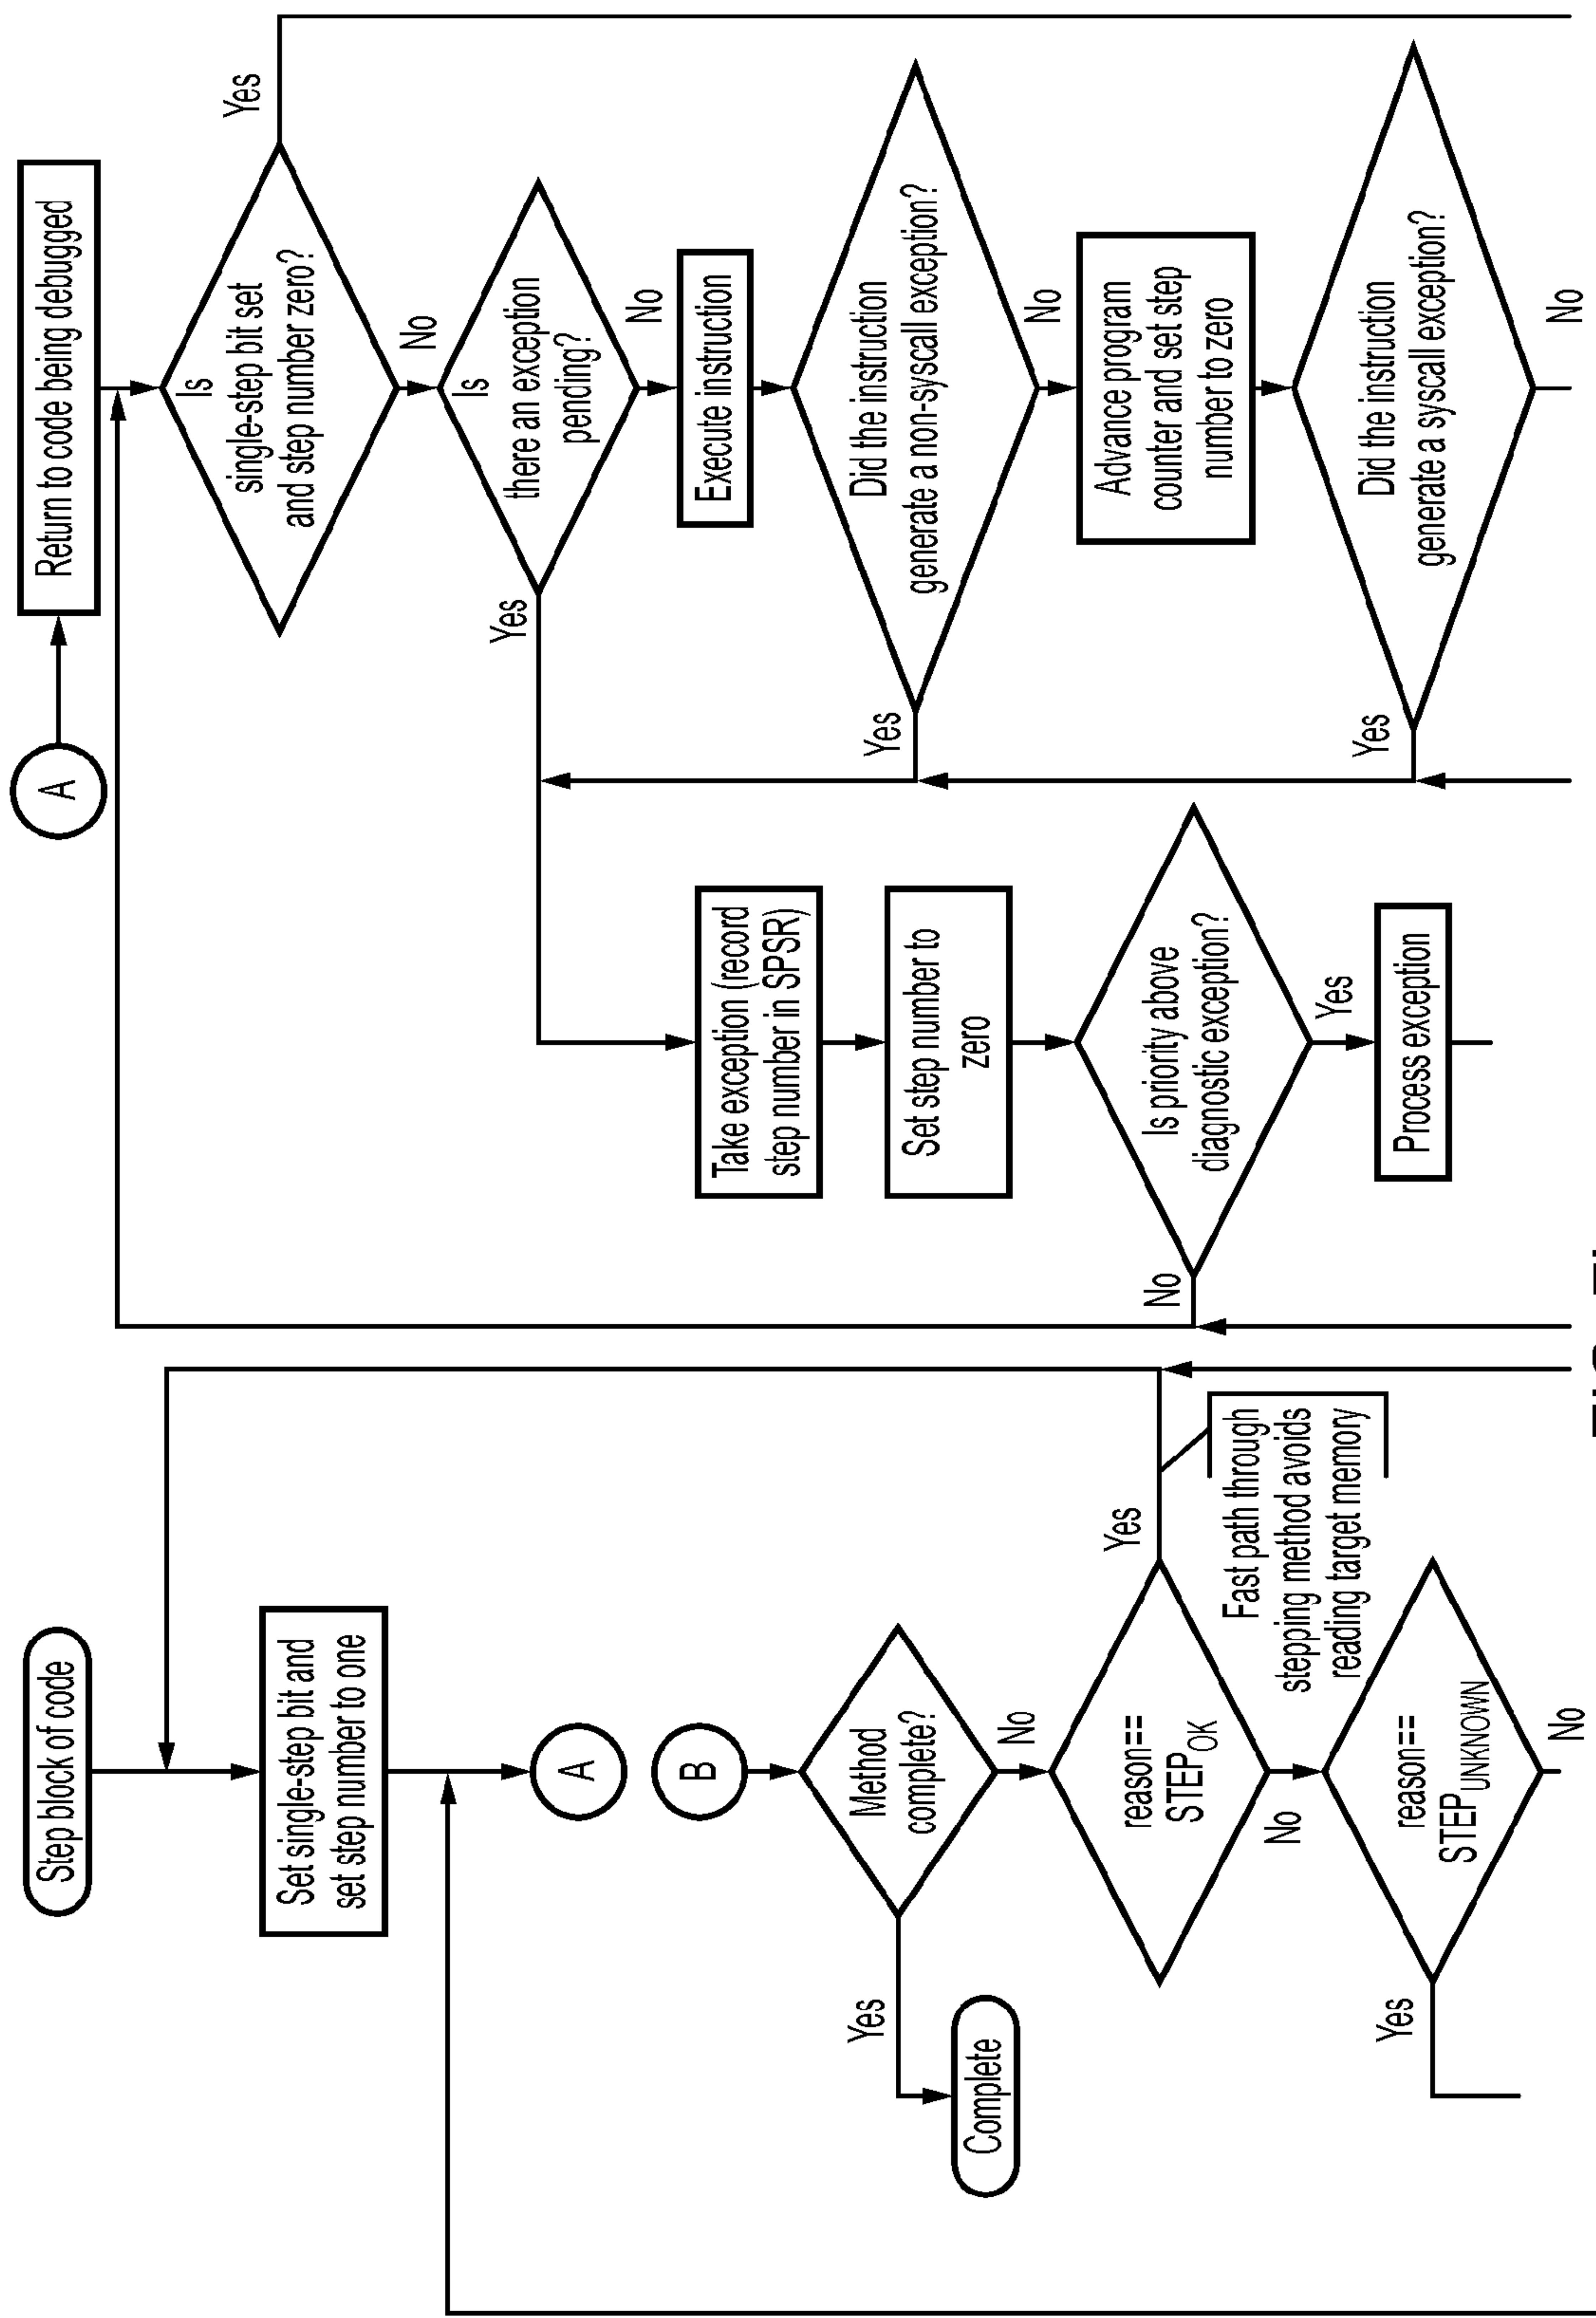 Step block of code
Set single-step bit and
set step number to one
A
B
Method
complete?
Yes
No
Complete
reason==
STEP_OK
Yes
No
Fast path through
stepping method avoids
reading target memory
reason==
STEP_UNKNOWN
Yes
No
A
Return to code being debugged
Is
single-step bit set
and step number zero?
Yes
No
Is
there an exception
pending?
Yes
No
Execute instruction
Did the instruction
generate a non-syscall exception?
Yes
No
Advance program
counter and set step
number to zero
Did the instruction
generate a syscall exception?
Yes
No
Take exception (record
step number in SPSR)
Set step number to
zero
Is priority above
diagnostic exception?
No
Yes
Process exception